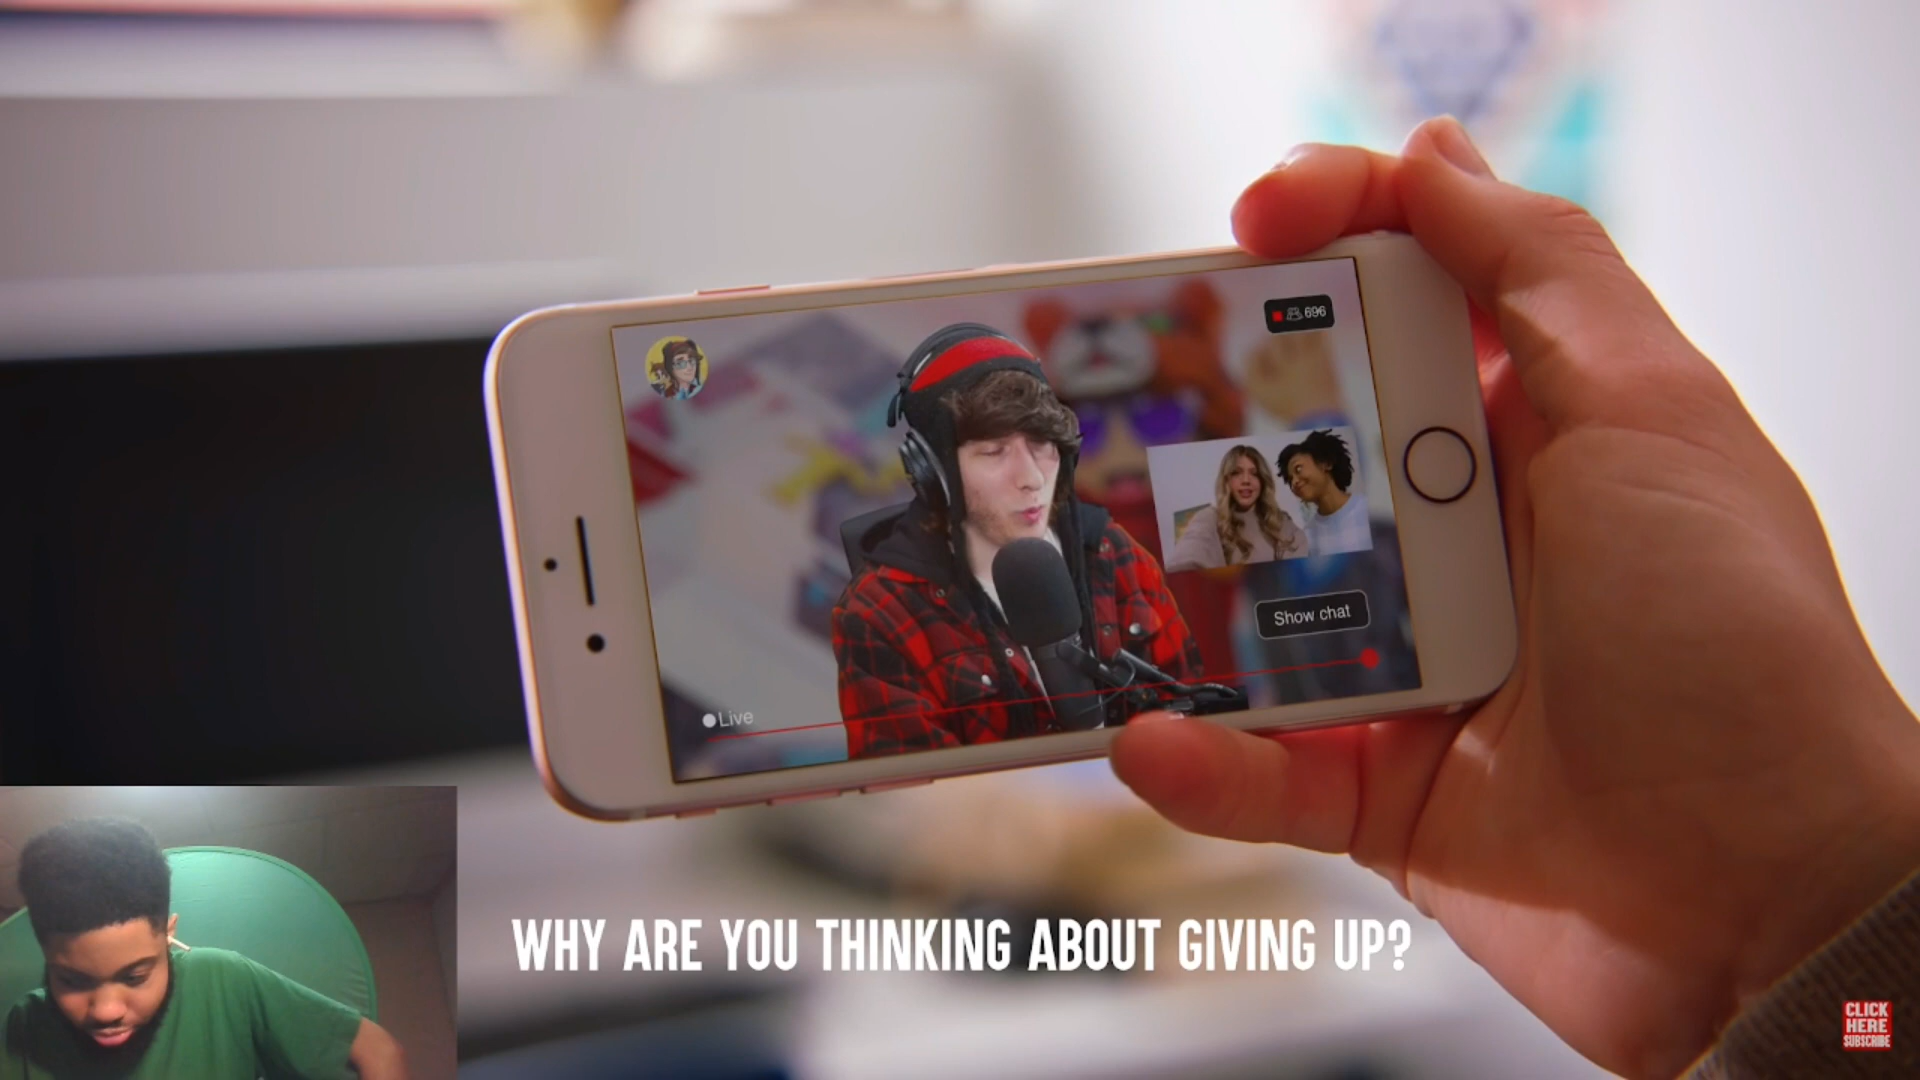 696
Show chat
Live
WHY ARE YOU THINKING ABOUT GIVING UP?
CLICK
HERE
SUBSCRIBE